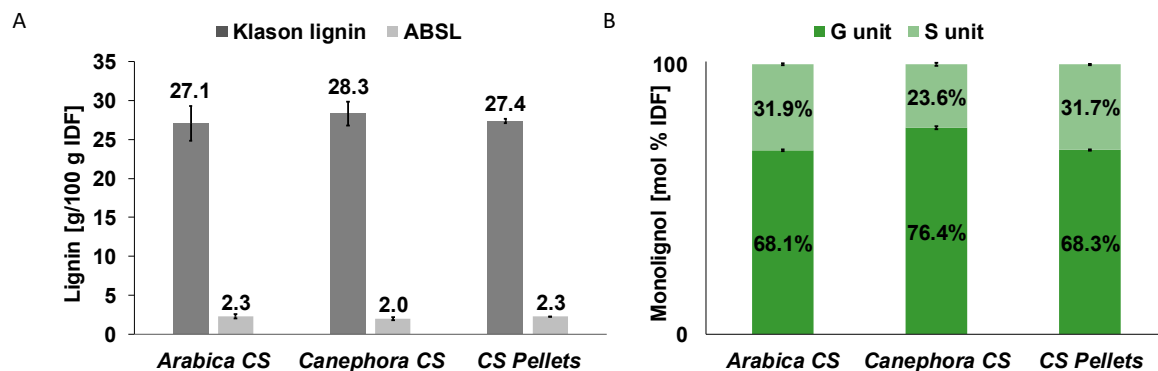 A
Klason lignin ABSL
Lignin [g/100 g IDF]
35
30
25
20
15
10
5
0
27.1
2.3
28.3
2.0
27.4
2.3
Arabica CS Canephora CS CS Pellets
B
G unit S unit
Monolignol [mol % IDF]
100
0
31.9% 23.6% 31.7%
68.1% 76.4% 68.3%
Arabica CS Canephora CS CS Pellets